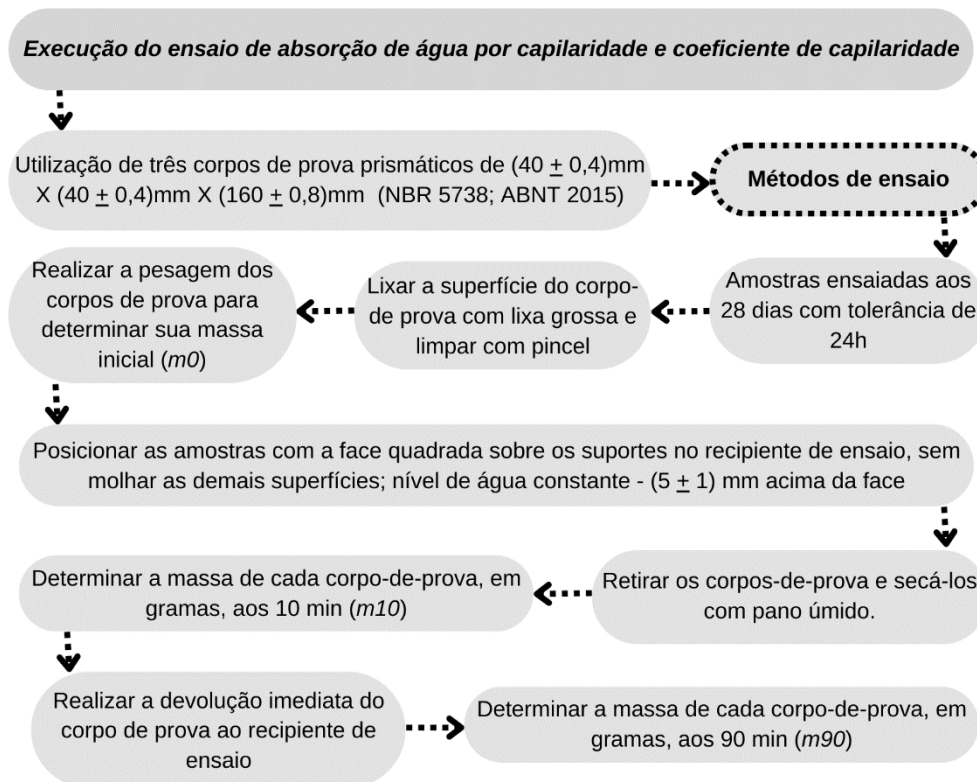 Execução do ensaio de absorção de água por capilaridade e coeficiente de capilaridade
Utilização de três corpos de prova prismáticos de (40 ± 0,4)mm
X (40 ± 0,4)mm X (160 ± 0,8)mm (NBR 5738; ABNT 2015)
Métodos de ensaio
Amostras ensaiadas aos
28 dias com tolerância de
24h
Lixar a superfície do corpo-
de prova com lixa grossa e
limpar com pincel
Realizar a pesagem dos
corpos de prova para
determinar sua massa
inicial (m0)
Posicionar as amostras com a face quadrada sobre os suportes no recipiente de ensaio, sem
molhar as demais superfícies; nível de água constante - (5 ± 1) mm acima da face
Retirar os corpos-de-prova e secá-los
com pano úmido.
Determinar a massa de cada corpo-de-prova, em
gramas, aos 10 min (m10)
Realizar a devolução imediata do
corpo de prova ao recipiente de
ensaio
Determinar a massa de cada corpo-de-prova, em
gramas, aos 90 min (m90)